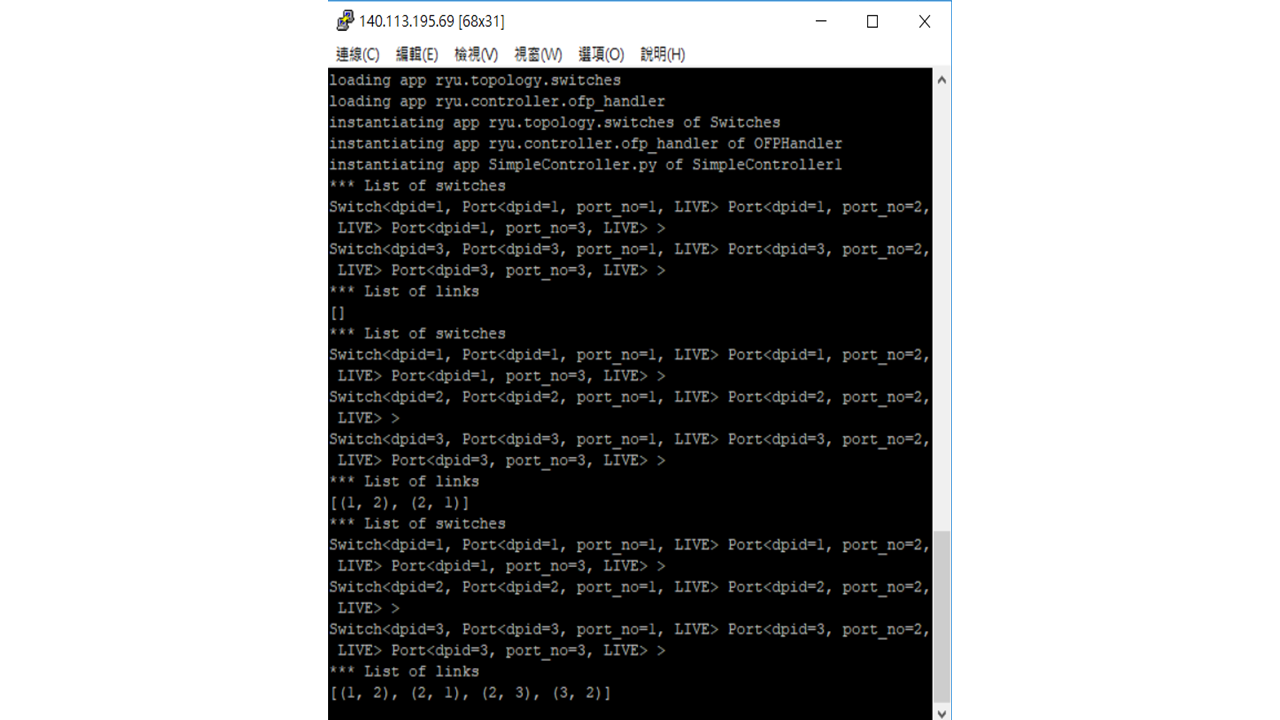 140.113.195.69 [68x31]
連線(C) 編輯(E) 檢視(V) 視窗(W) 選項(O) 說明(H)
loading app ryu.topology.switches
loading app ryu.controller.ofp_handler
instantiating app ryu.topology.switches of Switches
instantiating app ryu.controller.ofp_handler of OFPHandler
instantiating app SimpleController.py of SimpleController1
*** List of switches
Switch<dpid=1, Port<dpid=1, port_no=1, LIVE> Port<dpid=1, port_no=2,
 LIVE> Port<dpid=1, port_no=3, LIVE> >
Switch<dpid=3, Port<dpid=3, port_no=1, LIVE> Port<dpid=3, port_no=2,
 LIVE> Port<dpid=3, port_no=3, LIVE> >
*** List of links
[]
*** List of switches
Switch<dpid=1, Port<dpid=1, port_no=1, LIVE> Port<dpid=1, port_no=2,
 LIVE> Port<dpid=1, port_no=3, LIVE> >
Switch<dpid=2, Port<dpid=2, port_no=1, LIVE> Port<dpid=2, port_no=2,
 LIVE> >
Switch<dpid=3, Port<dpid=3, port_no=1, LIVE> Port<dpid=3, port_no=2,
 LIVE> Port<dpid=3, port_no=3, LIVE> >
*** List of links
[(1, 2), (2, 1)]
*** List of switches
Switch<dpid=1, Port<dpid=1, port_no=1, LIVE> Port<dpid=1, port_no=2,
 LIVE> Port<dpid=1, port_no=3, LIVE> >
Switch<dpid=2, Port<dpid=2, port_no=1, LIVE> Port<dpid=2, port_no=2,
 LIVE> >
Switch<dpid=3, Port<dpid=3, port_no=1, LIVE> Port<dpid=3, port_no=2,
 LIVE> Port<dpid=3, port_no=3, LIVE> >
*** List of links
[(1, 2), (2, 1), (2, 3), (3, 2)]